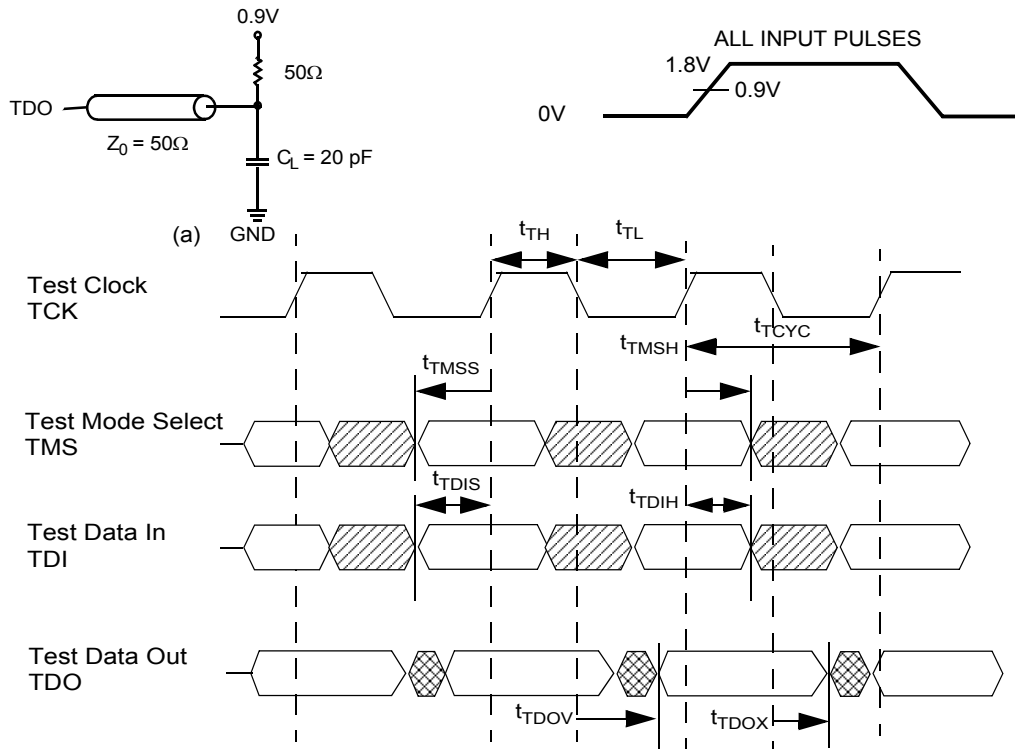 0.9V
ALL INPUT PULSES
50Ω
1.8V
0.9V
TDO
0V
Z0 = 50Ω
CL = 20 pF
(a)
GND
tTH
tTL
Test Clock
TCK
tTMSH
tTCYC
tTMSS
Test Mode Select
TMS
tTDIS
tTDIH
Test Data In
TDI
Test Data Out
TDO
tTDOV
tTDOX